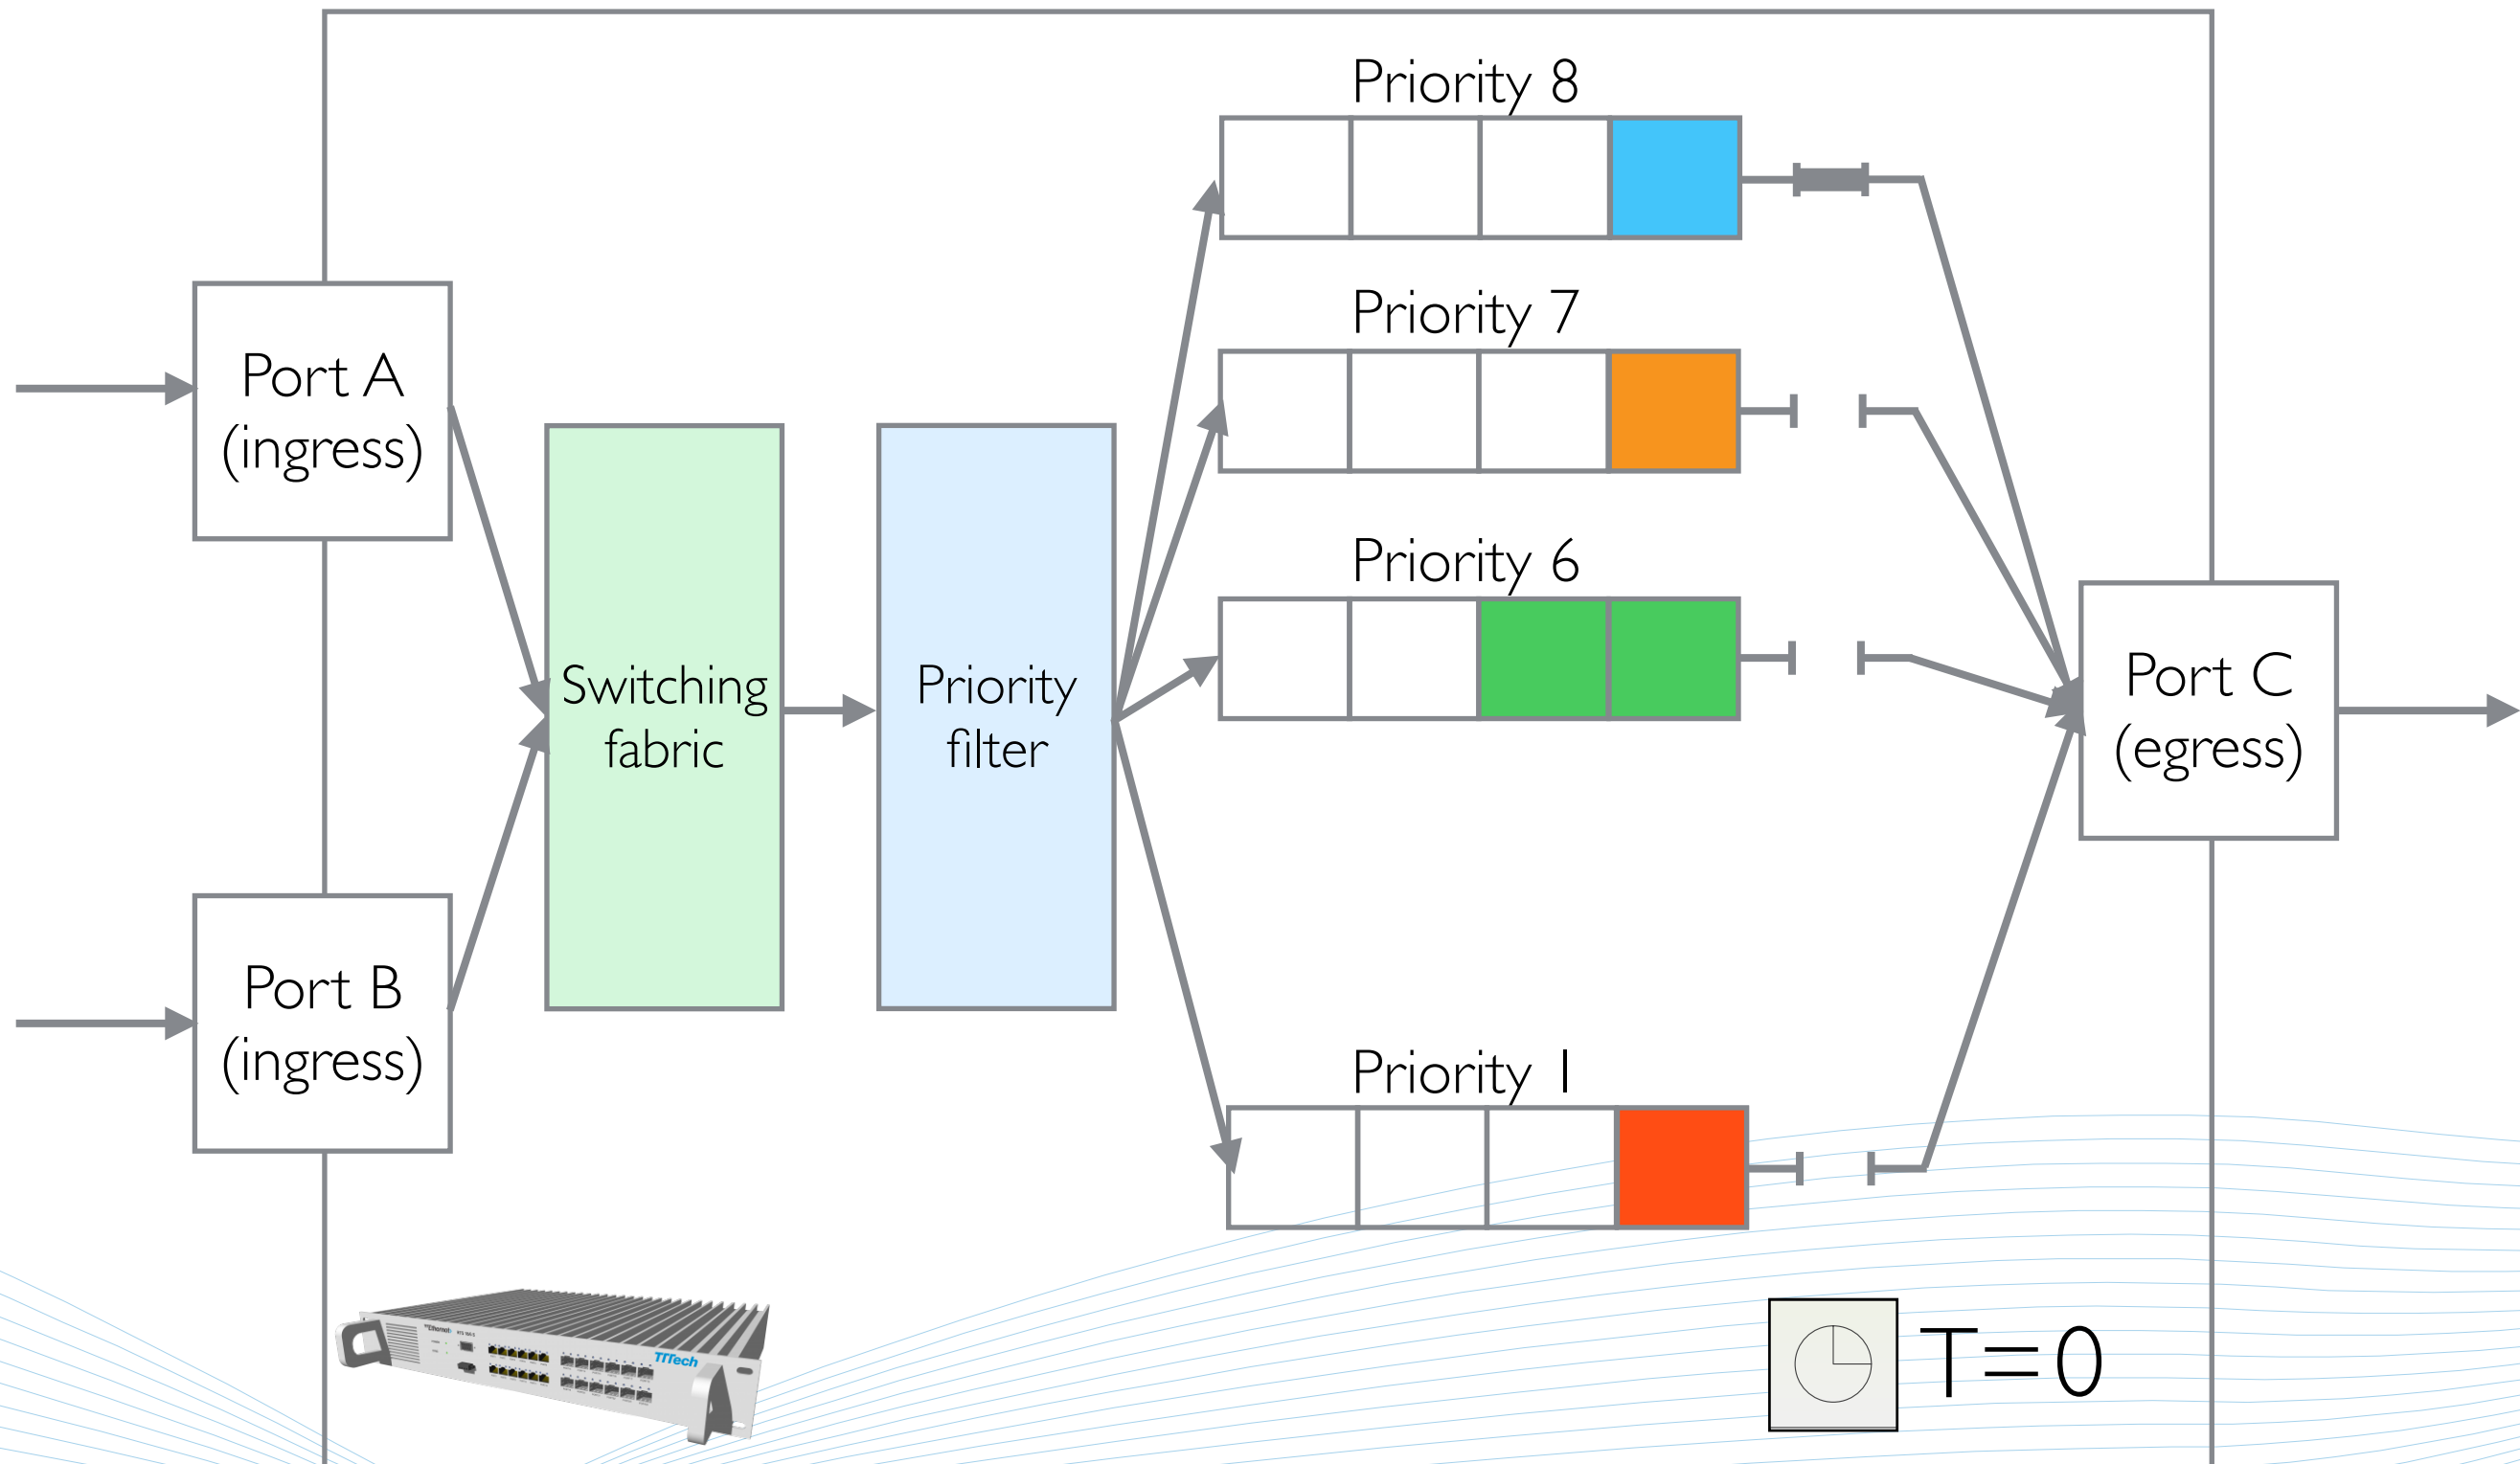 Priority 8
Priority 7
Port A
(ingress)
Priority 6
Switching
fabric
Priority
filter
Port C
(egress)
Port B
(ingress)
Priority 1
TTTech
T=0